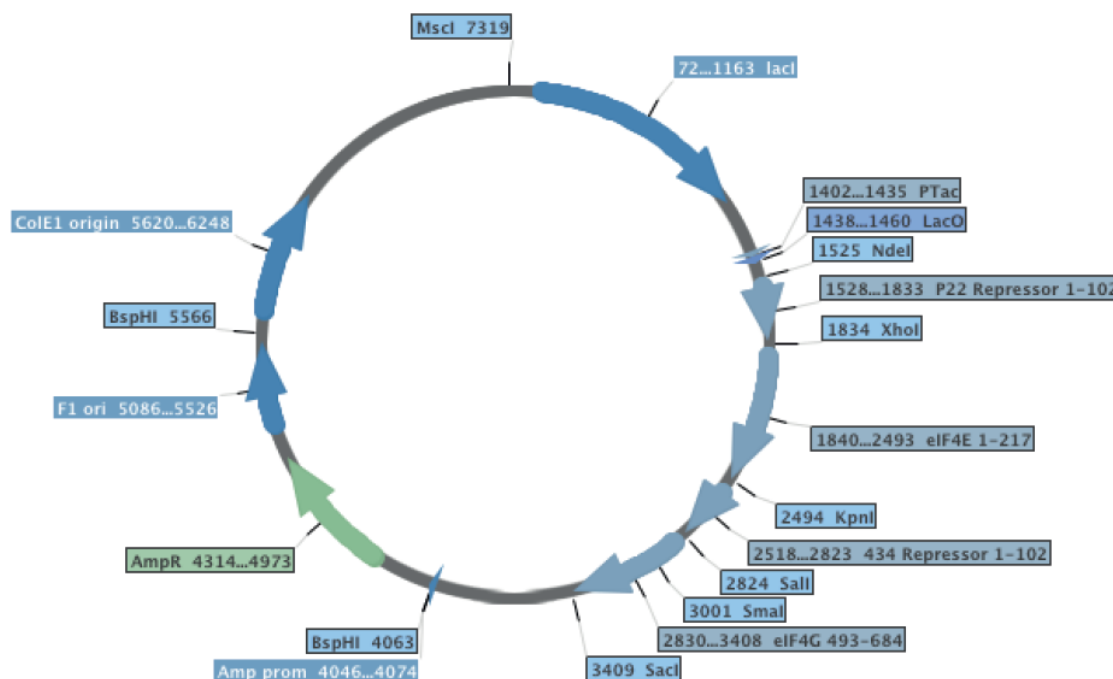 MscI 7319
72...1163 lacI
1402...1435 PTac
1438...1460 LacO
1525 NdeI
1528...1833 P22 Repressor 1-102
1834 XhoI
1840...2493 eIF4E 1-217
2494 KpnI
2518...2823 434 Repressor 1-102
2824 SalI
3001 SmaI
2830...3408 eIF4G 493-684
3409 SacI
Amp prom 4046...4074
BspHI 4063
AmpR 4314...4973
F1 ori 5086...5526
BspHI 5566
ColE1 origin 5620...6248